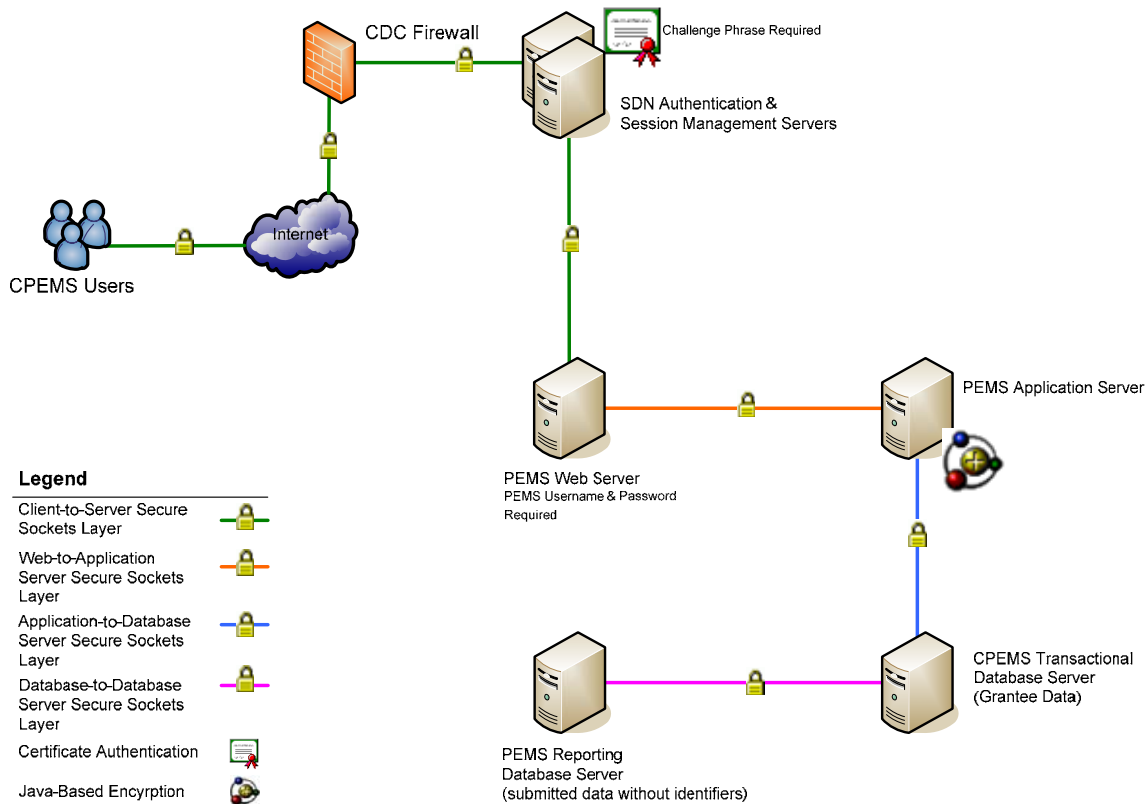 CDC Firewall
Challenge Phrase Required
SDN Authentication &
Session Management Servers
Internet
CPEMS Users
PEMS Application Server
PEMS Web Server
PEMS Username & Password
Required
Legend
Client-to-Server Secure
Sockets Layer
Web-to-Application
Server Secure Sockets
Layer
Application-to-Database
Server Secure Sockets
Layer
Database-to-Database
Server Secure Sockets
Layer
Certificate Authentication
Java-Based Encyrption
CPEMS Transactional
Database Server
(Grantee Data)
PEMS Reporting
Database Server
(submitted data without identifiers)